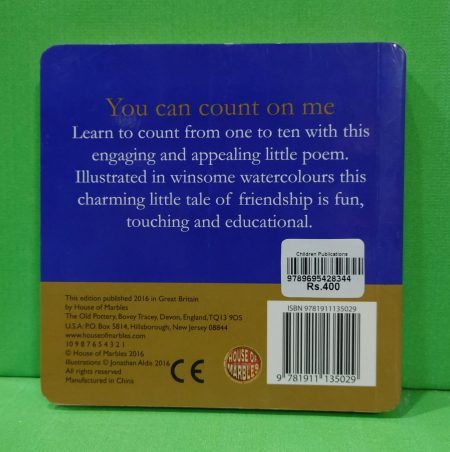 You can count on me
Learn to count from one to ten with this
engaging and appealing little poem.
Illustrated in winsome watercolours this
charming little tale of friendship is fun,
touching and educational.
Children Publications
9789695428344
Rs.400
This edition published 2016 in Great Britain
by House of Marbles
The Old Pottery, Bovey Tracey, Devon, England, TQ13 9DS
U.S.A: P.O. BOX 5814, Hillsborough, New Jersey 08844
www.houseofmarbles.com
10 9 8 7 6 5 4 3 2 1
© House of Marbles 2016
Illustrations © Jonathan Aldis 2016
All rights reserved
Manufactured in China
CE
HOUSE OF
MARBLES
ISBN 9781911135029
9 781911 135029